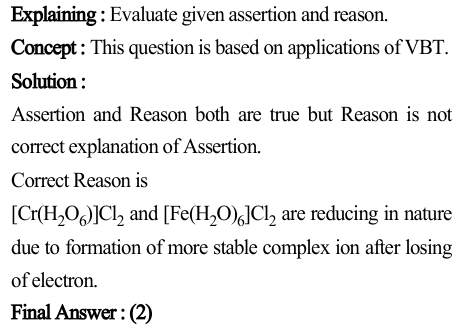 Explaining : Evaluate given assertion and reason.
Concept : This question is based on applications of VBT.
Solution :
Assertion and Reason both are true but Reason is not
correct explanation of Assertion.
Correct Reason is
[Cr(H₂O₆)]Cl₂ and [Fe(H₂O)₆]Cl₂ are reducing in nature
due to formation of more stable complex ion after losing
of electron.
Final Answer : (2)